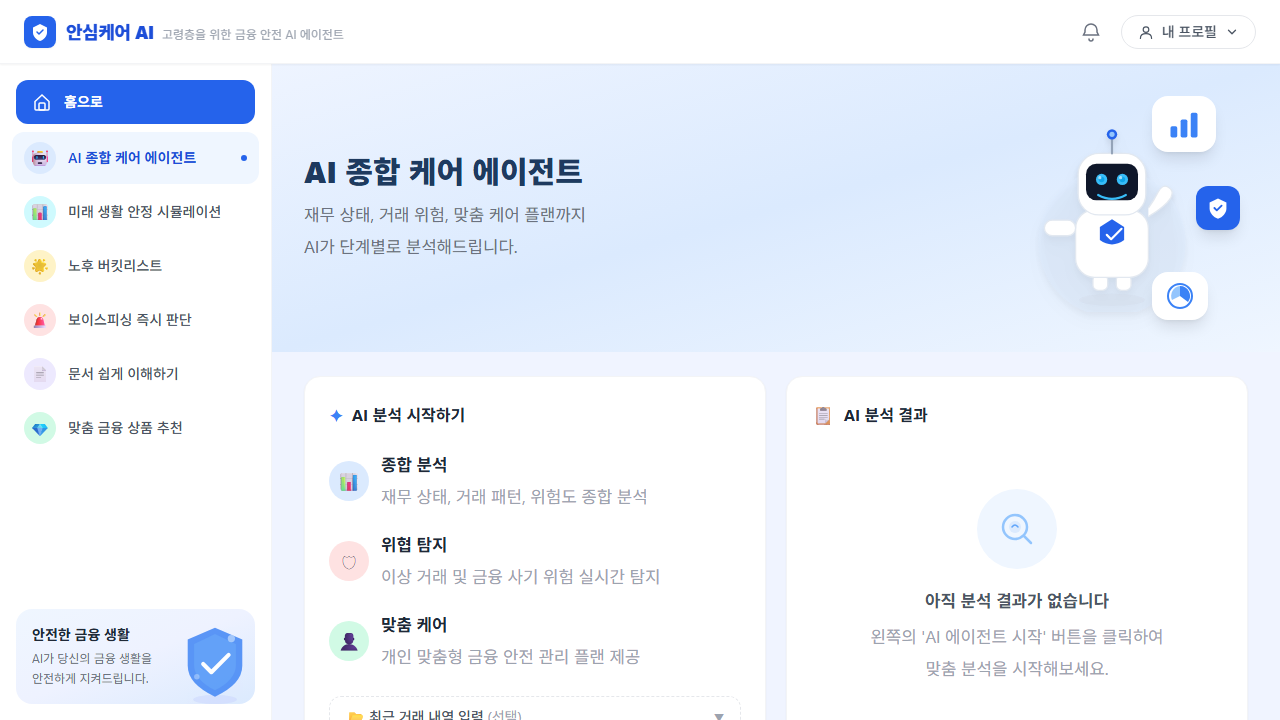 안심케어 AI 고령층을 위한 금융 안전 AI 에이전트
내 프로필
홈으로
AI 종합 케어 에이전트
미래 생활 안정 시뮬레이션
노후 버킷리스트
보이스피싱 즉시 판단
문서 쉽게 이해하기
맞춤 금융 상품 추천
안전한 금융 생활
AI가 당신의 금융 생활을
안전하게 지켜드립니다.
AI 종합 케어 에이전트
재무 상태, 거래 위험, 맞춤 케어 플랜까지
AI가 단계별로 분석해드립니다.
AI 분석 시작하기
종합 분석
재무 상태, 거래 패턴, 위험도 종합 분석
위협 탐지
이상 거래 및 금융 사기 위험 실시간 탐지
맞춤 케어
개인 맞춤형 금융 안전 관리 플랜 제공
최근 거래 내역 입력 (선택)
AI 분석 결과
아직 분석 결과가 없습니다
왼쪽의 'AI 에이전트 시작' 버튼을 클릭하여
맞춤 분석을 시작해보세요.